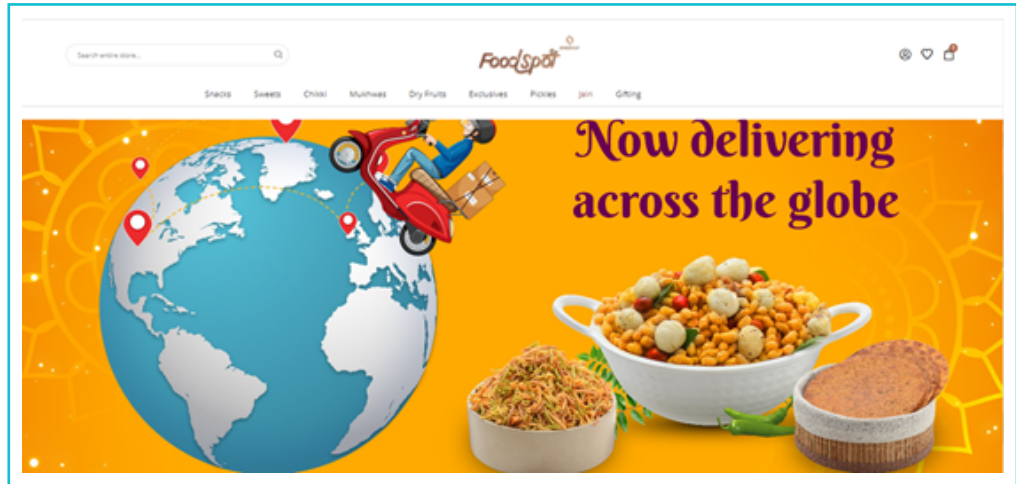 Search entire store...
FoodSpot
Snacks Sweets Chikki Mukhwas Dry Fruits Exclusives Pickles Jain Gifting
Now delivering
across the globe